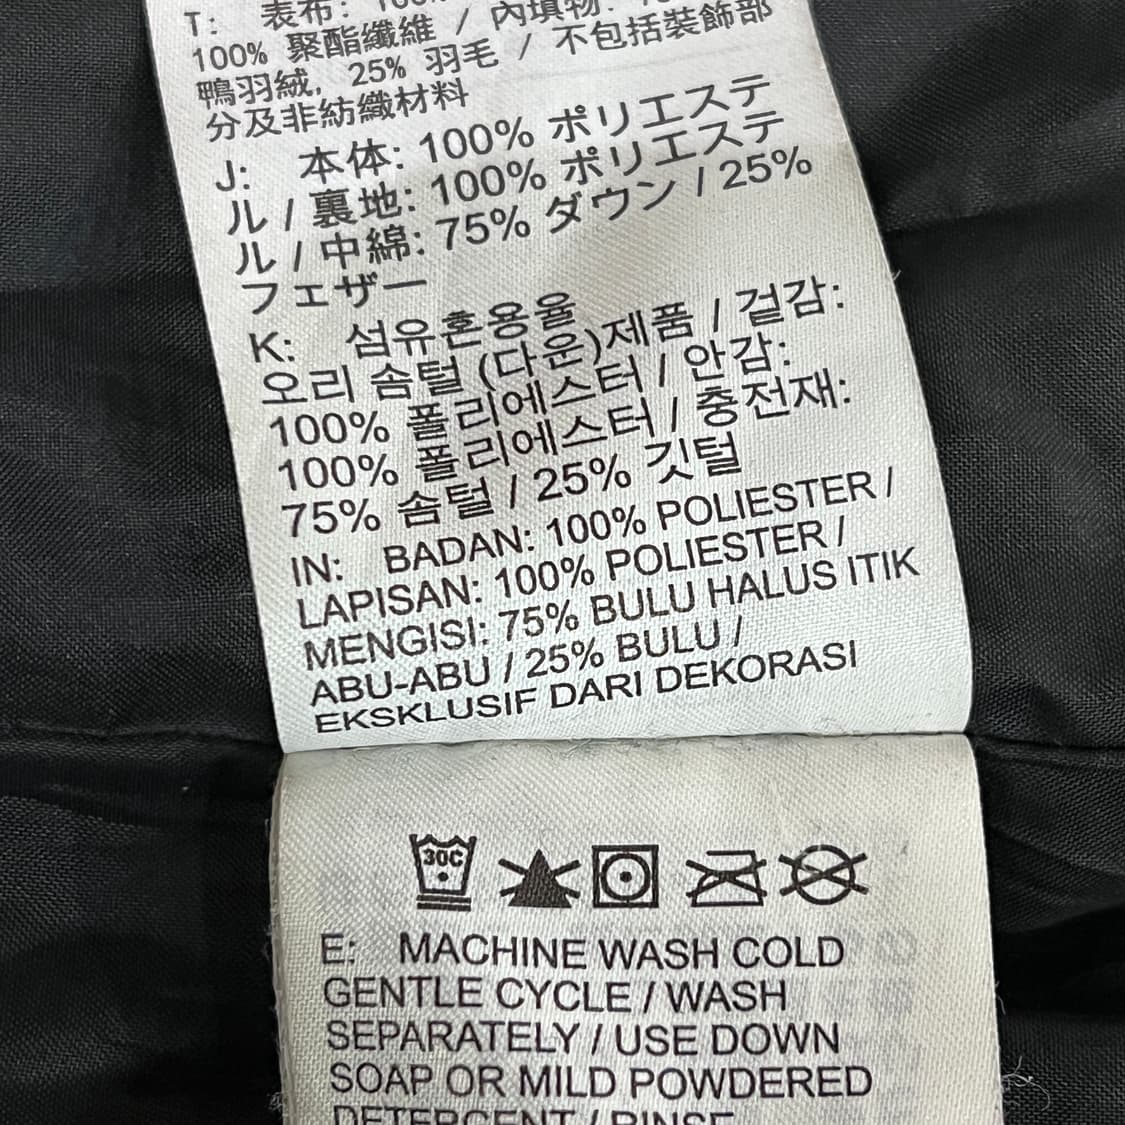 T: 表布: 100%
100% 聚酯纖維 / 內填物:
鴨羽絨, 25% 羽毛 / 不包括裝飾部
分及非紡織材料
J: 本体: 100% ポリエステ
ル / 裏地: 100% ポリエステ
ル / 中綿: 75% ダウン / 25%
フェザー
K: 섬유혼용율
오리 솜털 (다운)제품 / 겉감:
100% 폴리에스터 / 안감:
100% 폴리에스터 / 충전재:
75% 솜털 / 25% 깃털
IN: BADAN: 100% POLIESTER /
LAPISAN: 100% POLIESTER /
MENGISI: 75% BULU HALUS ITIK
ABU-ABU / 25% BULU /
EKSKLUSIF DARI DEKORASI
30C
E: MACHINE WASH COLD
GENTLE CYCLE / WASH
SEPARATELY / USE DOWN
SOAP OR MILD POWDERED
DETERGENT / RINSE